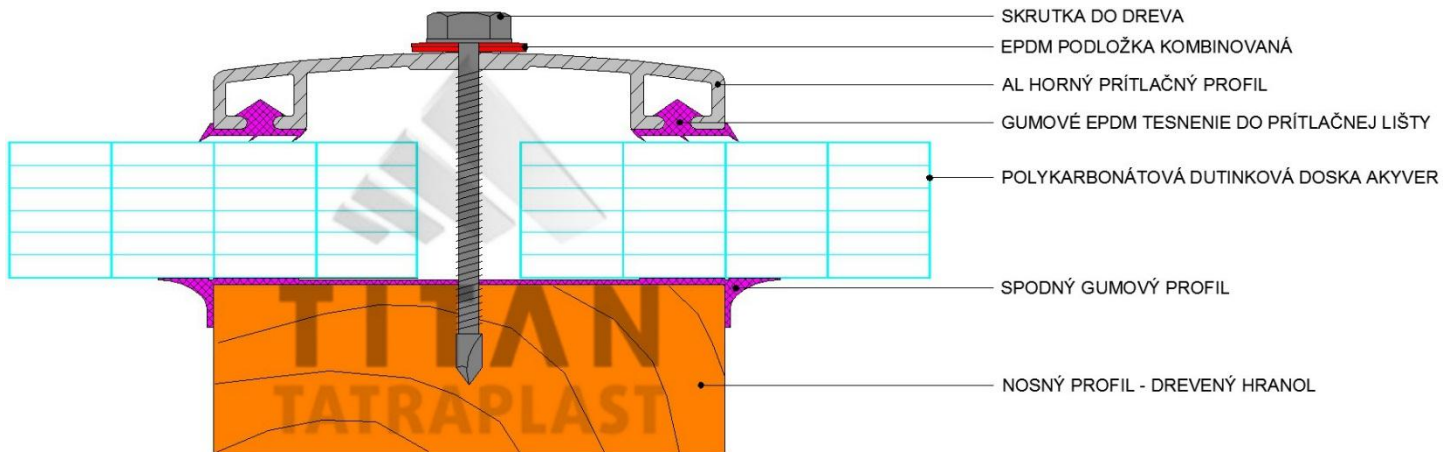 SKRUTKA DO DREVA
EPDM PODLOŽKA KOMBINOVANÁ
AL HORNÝ PRÍTLAČNÝ PROFIL
GUMOVÉ EPDM TESNENIE DO PRÍTLAČNEJ LIŠTY
POLYKARBONÁTOVÁ DUTINKOVÁ DOSKA AKYVER
SPODNÝ GUMOVÝ PROFIL
NOSNÝ PROFIL - DREVENÝ HRANOL
TITAN
TATRAPLAST